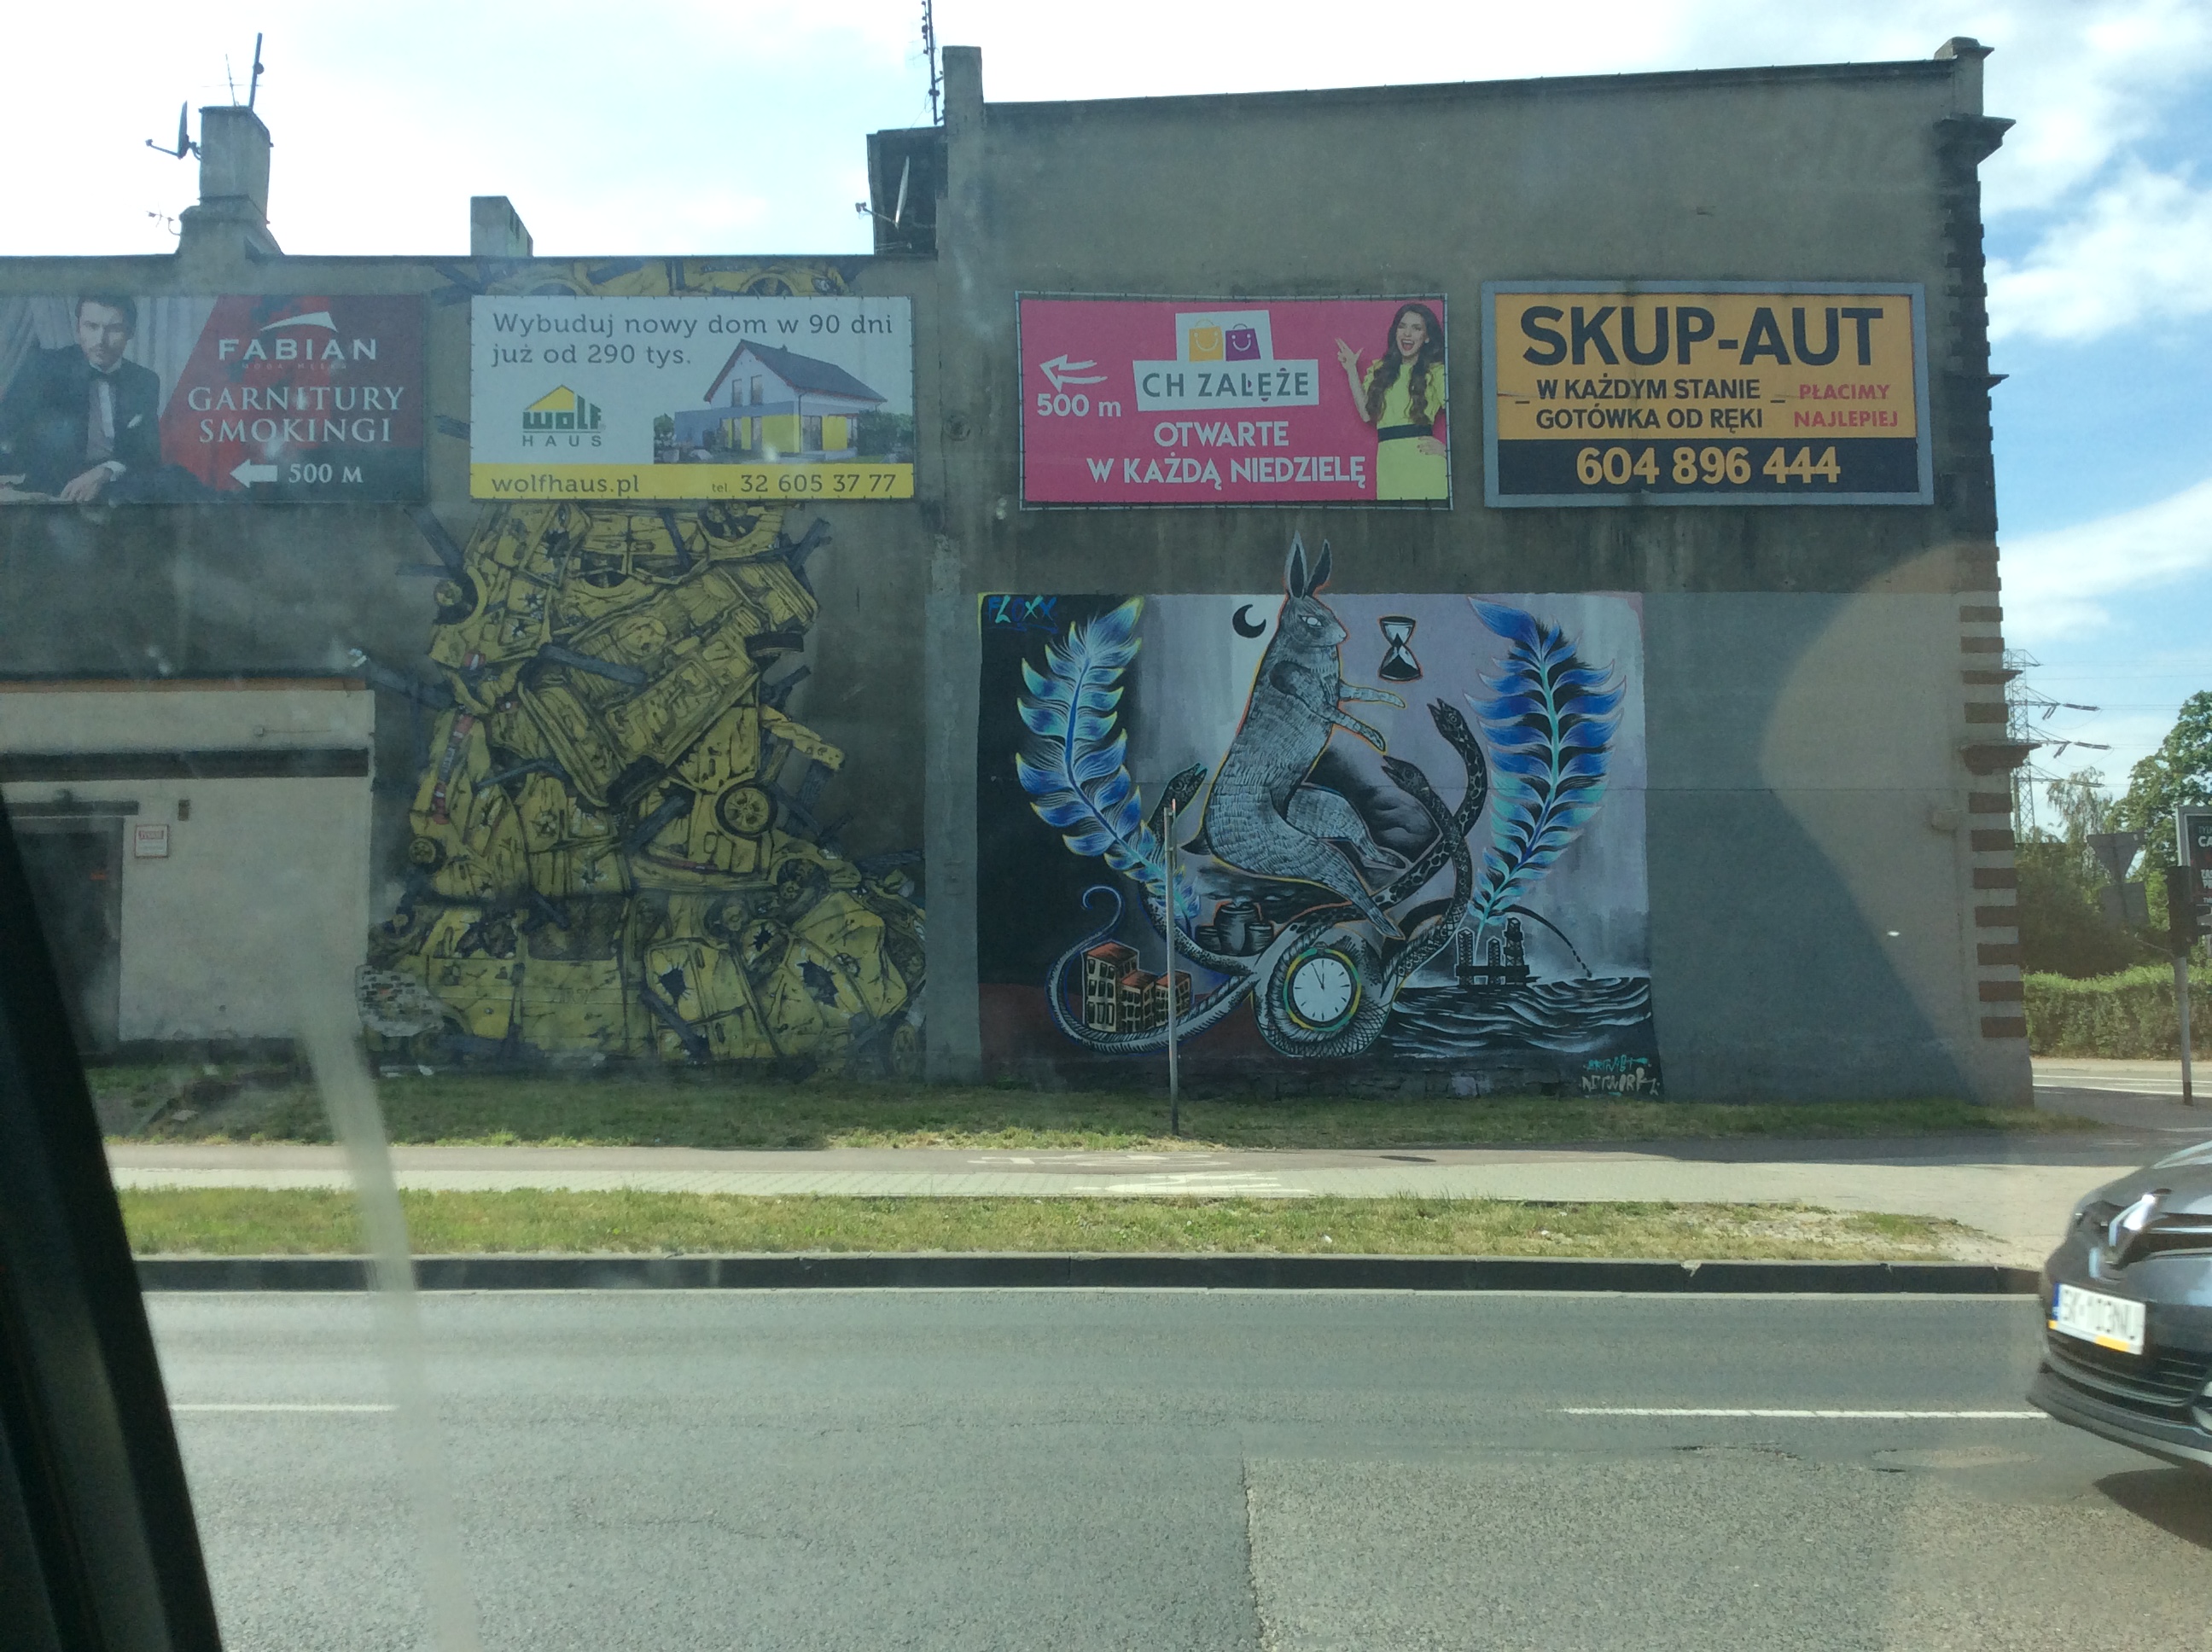 FABIAN
GARNITURY
SMOKINGI
500 M
Wybuduj nowy dom w 90 dni
już od 290 tys.
wolf
HAUS
wolfhaus.pl tel. 32 605 37 77
500 m
CH ZAŁĘŻE
OTWARTE
W KAŻDĄ NIEDZIELĘ
SKUP-AUT
W KAŻDYM STANIE
GOTÓWKA OD RĘKI
PŁACIMY
NAJLEPIEJ
604 896 444
FLOXX